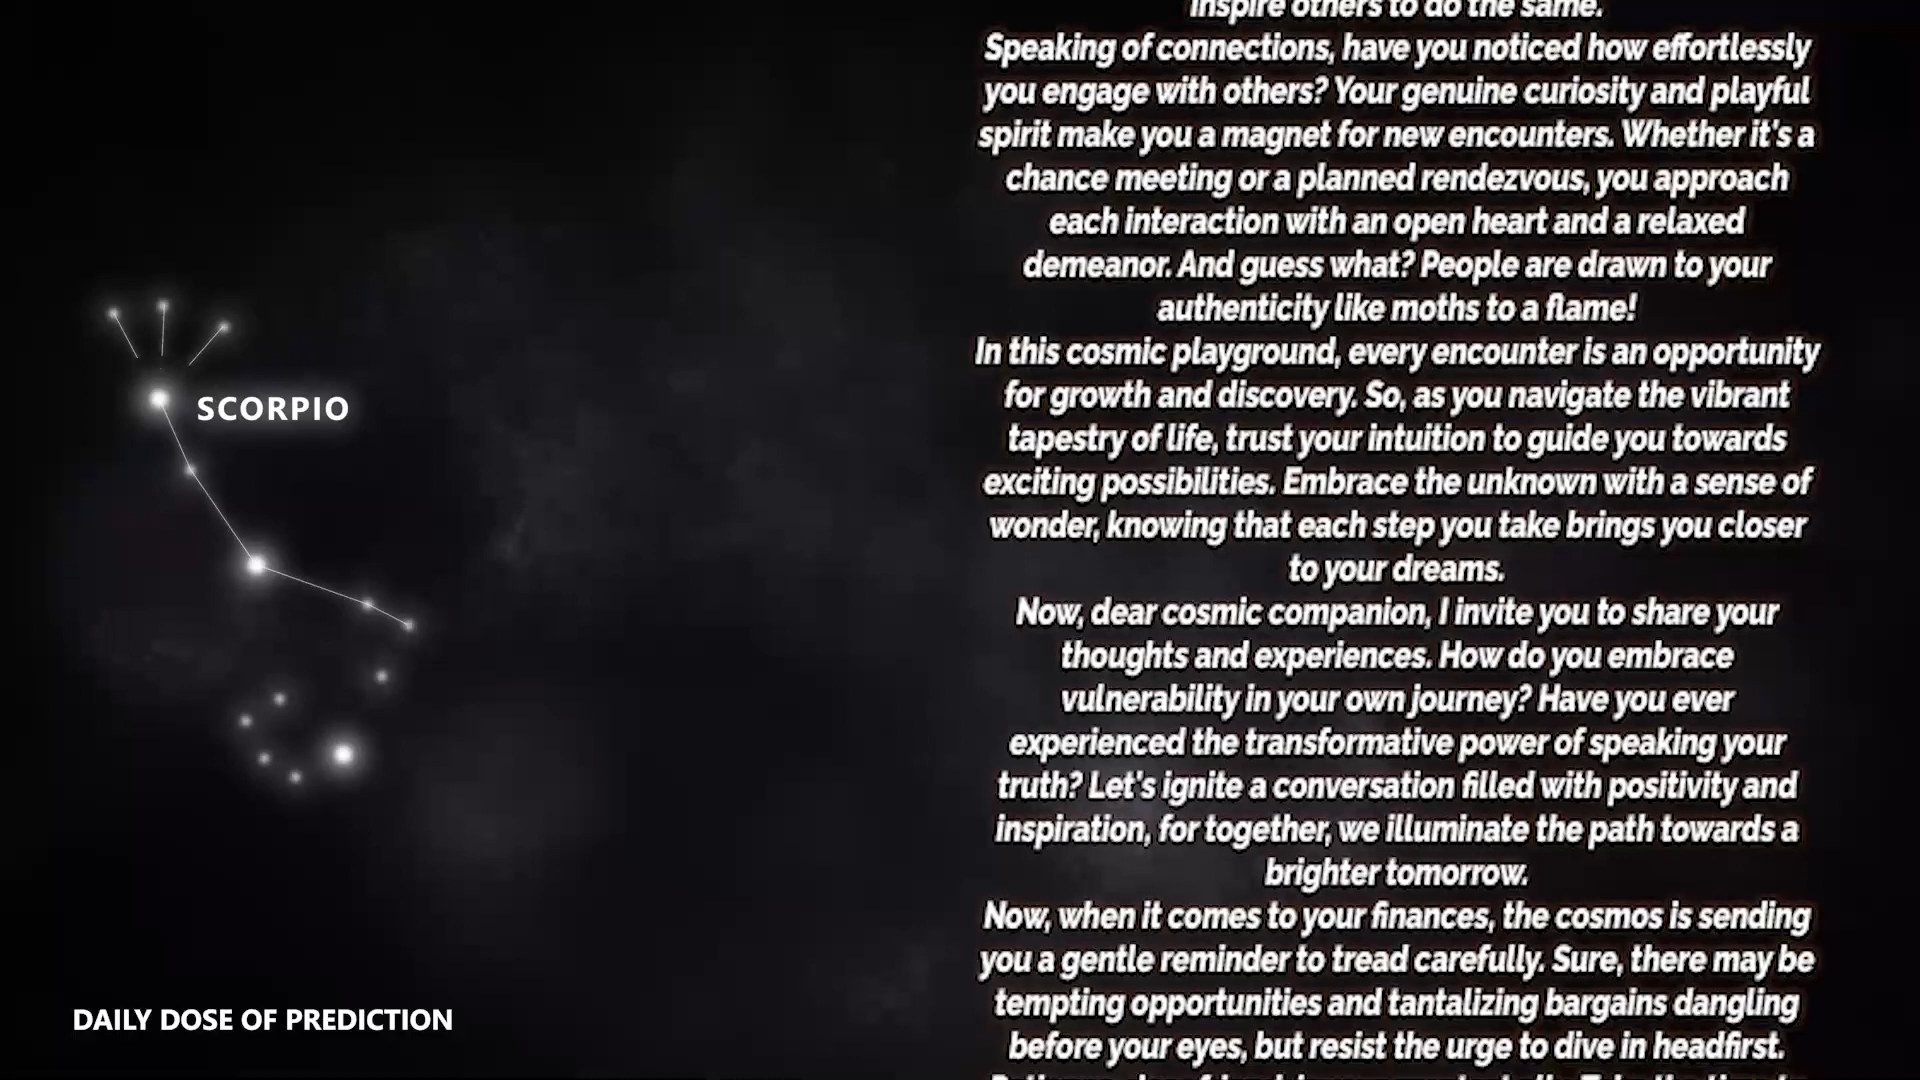 inspire others to do the same.
Speaking of connections, have you noticed how effortlessly
you engage with others? Your genuine curiosity and playful
spirit make you a magnet for new encounters. Whether it's a
chance meeting or a planned rendezvous, you approach
each interaction with an open heart and a relaxed
demeanor. And guess what? People are drawn to your
authenticity like moths to a flame!
In this cosmic playground, every encounter is an opportunity
for growth and discovery. So, as you navigate the vibrant
tapestry of life, trust your intuition to guide you towards
exciting possibilities. Embrace the unknown with a sense of
wonder, knowing that each step you take brings you closer
to your dreams.
Now, dear cosmic companion, I invite you to share your
thoughts and experiences. How do you embrace
vulnerability in your own journey? Have you ever
experienced the transformative power of speaking your
truth? Let's ignite a conversation filled with positivity and
inspiration, for together, we illuminate the path towards a
brighter tomorrow.
Now, when it comes to your finances, the cosmos is sending
you a gentle reminder to tread carefully. Sure, there may be
tempting opportunities and tantalizing bargains dangling
before your eyes, but resist the urge to dive in headfirst.
SCORPIO
DAILY DOSE OF PREDICTION